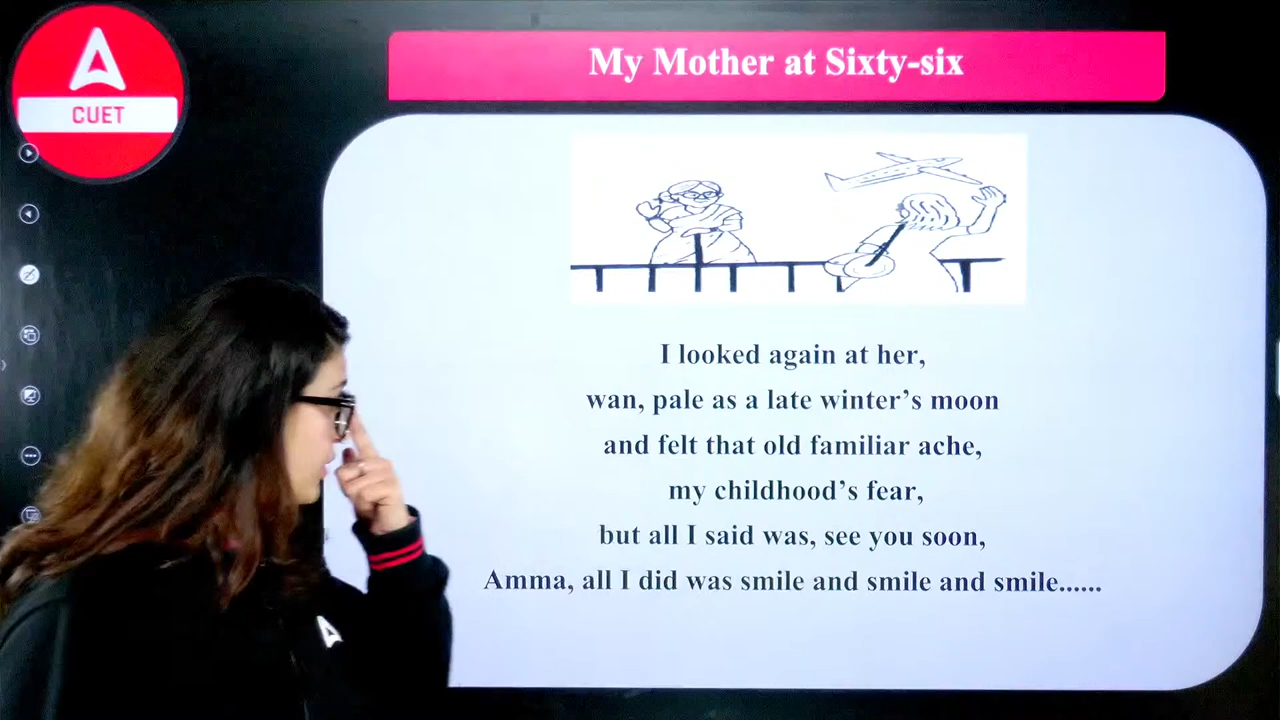 CUET
My Mother at Sixty-six
I looked again at her,
wan, pale as a late winter’s moon
and felt that old familiar ache,
my childhood’s fear,
but all I said was, see you soon,
Amma, all I did was smile and smile and smile......